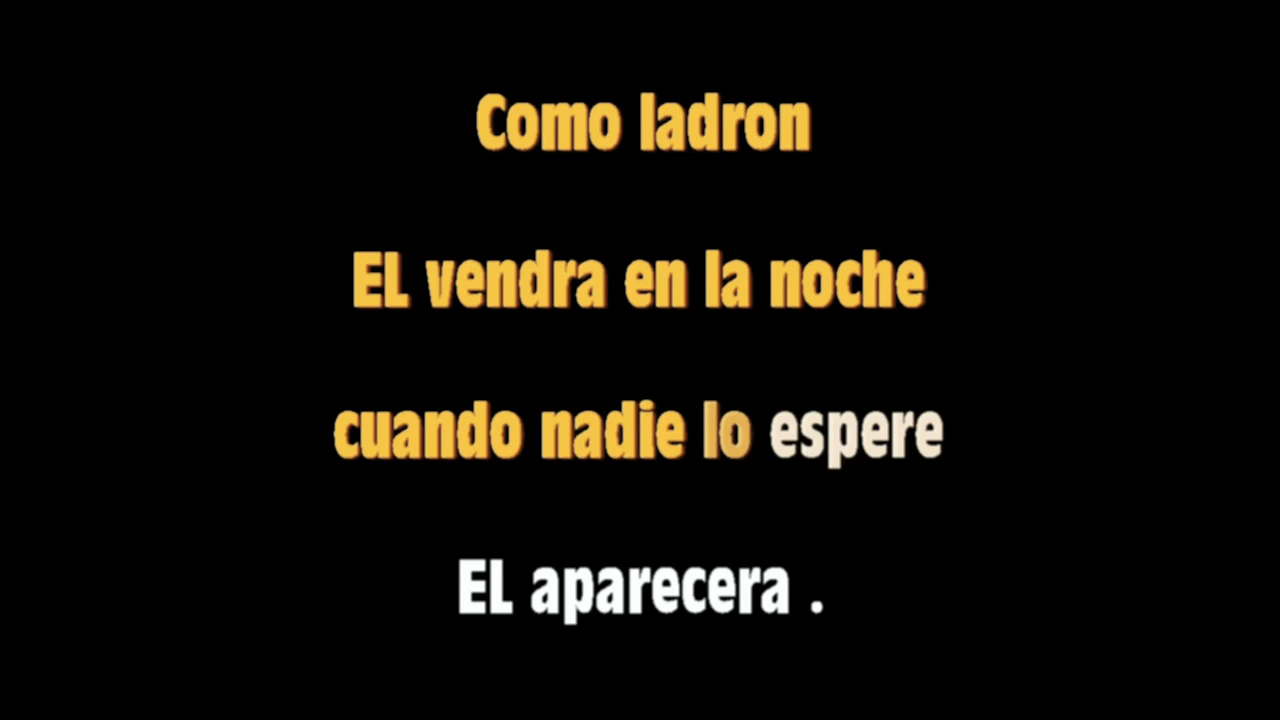 Como ladron
EL vendra en la noche
cuando nadie lo espere
EL aparecera .